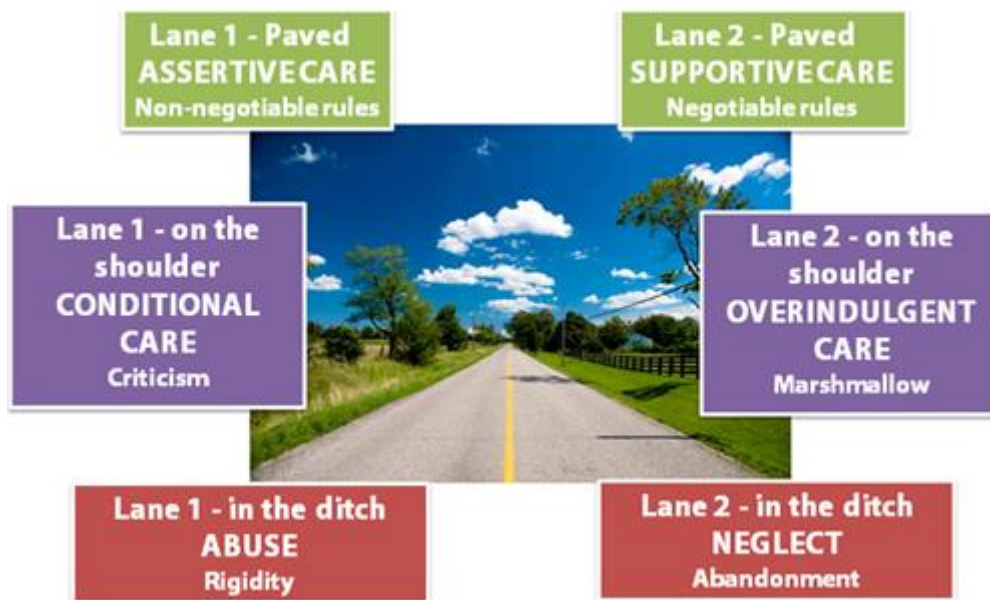 Lane 1 - Paved
ASSERTIVE CARE
Non-negotiable rules
Lane 2 - Paved
SUPPORTIVE CARE
Negotiable rules
Lane 1 - on the
shoulder
CONDITIONAL
CARE
Criticism
Lane 2 - on the
shoulder
OVERINDULGENT
CARE
Marshmallow
Lane 1 - in the ditch
ABUSE
Rigidity
Lane 2 - in the ditch
NEGLECT
Abandonment